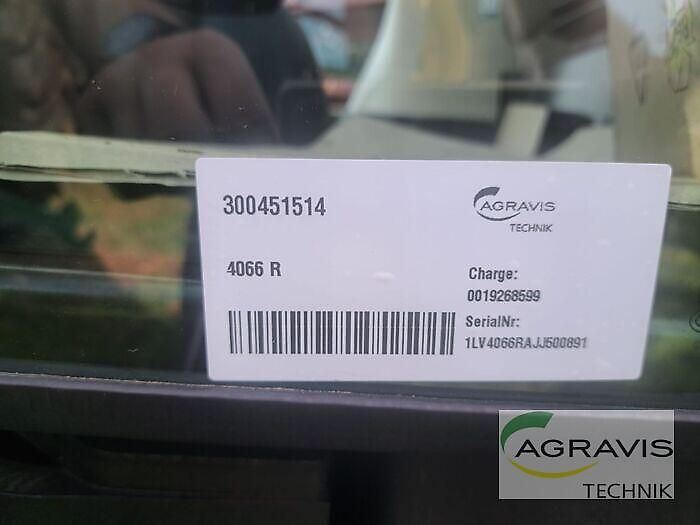 300451514
AGRAVIS
TECHNIK
4066 R
Charge:
0019268599
SerialNr:
1LV4066RAJJ500891
AGRAVIS
TECHNIK